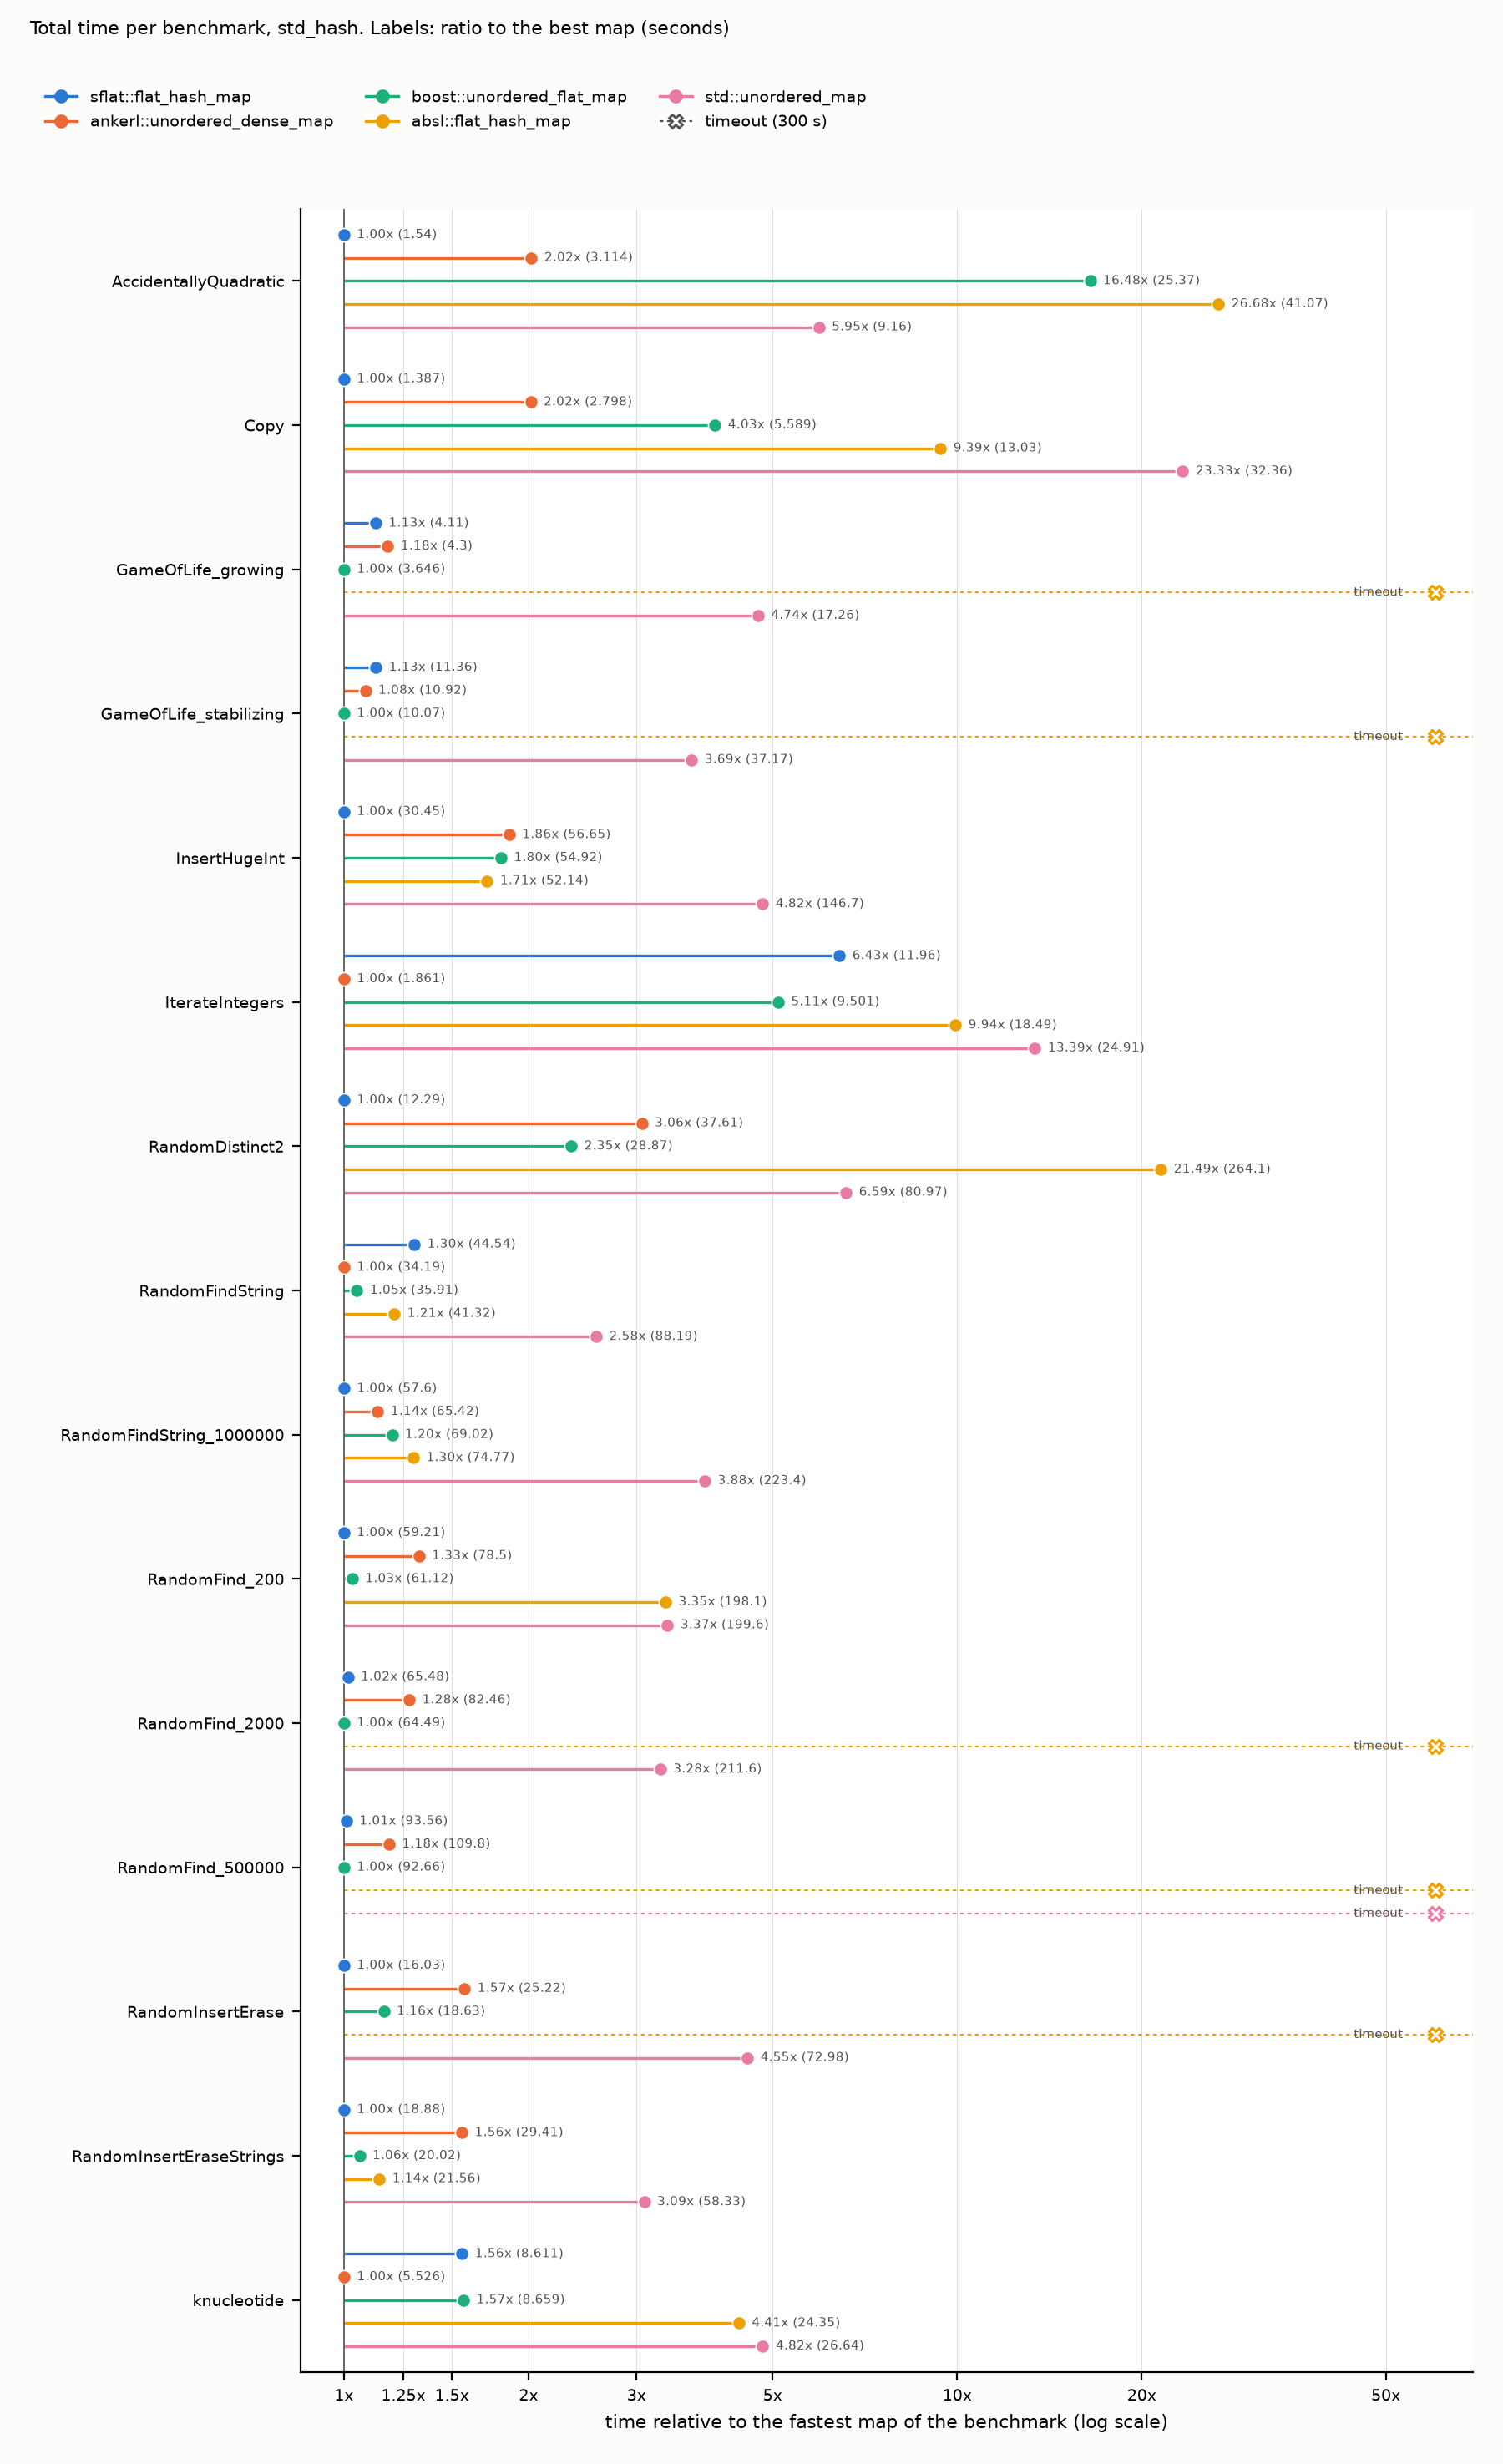 Total time per benchmark, std_hash. Labels: ratio to the best map (seconds)
sflat::flat_hash_map
boost::unordered_flat_map
std::unordered_map
ankerl::unordered_dense_map
absl::flat_hash_map
timeout (300 s)
AccidentallyQuadratic
1.00x (1.54)
2.02x (3.114)
16.48x (25.37)
26.68x (41.07)
5.95x (9.16)
Copy
1.00x (1.387)
2.02x (2.798)
4.03x (5.589)
9.39x (13.03)
23.33x (32.36)
GameOfLife_growing
1.13x (4.11)
1.18x (4.3)
1.00x (3.646)
timeout
4.74x (17.26)
GameOfLife_stabilizing
1.13x (11.36)
1.08x (10.92)
1.00x (10.07)
timeout
3.69x (37.17)
InsertHugeInt
1.00x (30.45)
1.86x (56.65)
1.80x (54.92)
1.71x (52.14)
4.82x (146.7)
IterateIntegers
6.43x (11.96)
1.00x (1.861)
5.11x (9.501)
9.94x (18.49)
13.39x (24.91)
RandomDistinct2
1.00x (12.29)
3.06x (37.61)
2.35x (28.87)
21.49x (264.1)
6.59x (80.97)
RandomFindString
1.30x (44.54)
1.00x (34.19)
1.05x (35.91)
1.21x (41.32)
2.58x (88.19)
RandomFindString_1000000
1.00x (57.6)
1.14x (65.42)
1.20x (69.02)
1.30x (74.77)
3.88x (223.4)
RandomFind_200
1.00x (59.21)
1.33x (78.5)
1.03x (61.12)
3.35x (198.1)
3.37x (199.6)
RandomFind_2000
1.02x (65.48)
1.28x (82.46)
1.00x (64.49)
timeout
3.28x (211.6)
RandomFind_500000
1.01x (93.56)
1.18x (109.8)
1.00x (92.66)
timeout
timeout
RandomInsertErase
1.00x (16.03)
1.57x (25.22)
1.16x (18.63)
timeout
4.55x (72.98)
RandomInsertEraseStrings
1.00x (18.88)
1.56x (29.41)
1.06x (20.02)
1.14x (21.56)
3.09x (58.33)
knucleotide
1.56x (8.611)
1.00x (5.526)
1.57x (8.659)
4.41x (24.35)
4.82x (26.64)
1x 1.25x 1.5x 2x 3x 5x 10x 20x 50x
time relative to the fastest map of the benchmark (log scale)